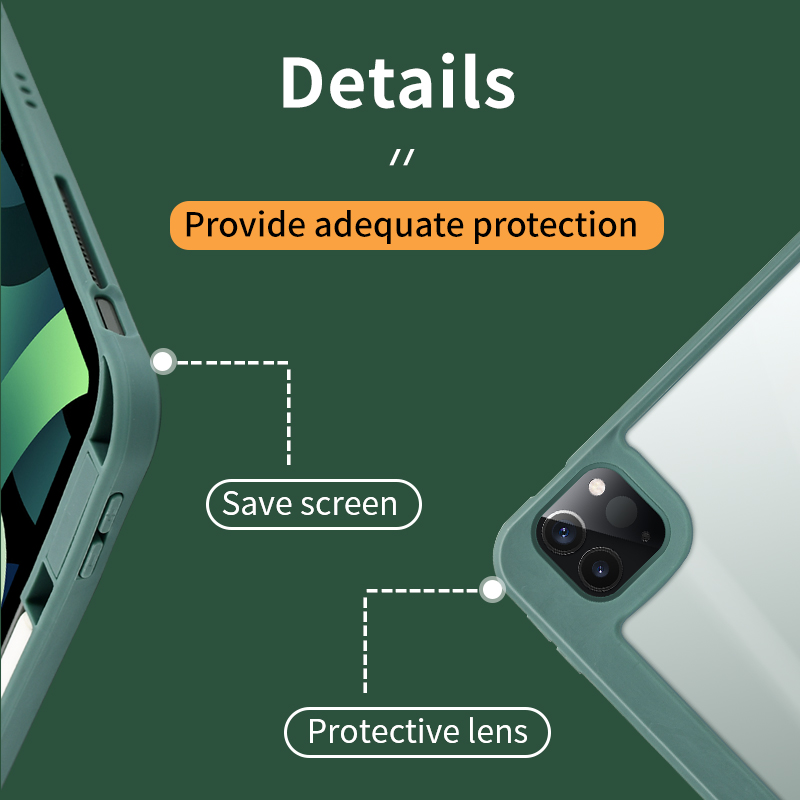 Details
//
Provide adequate protection
Save screen
Protective lens